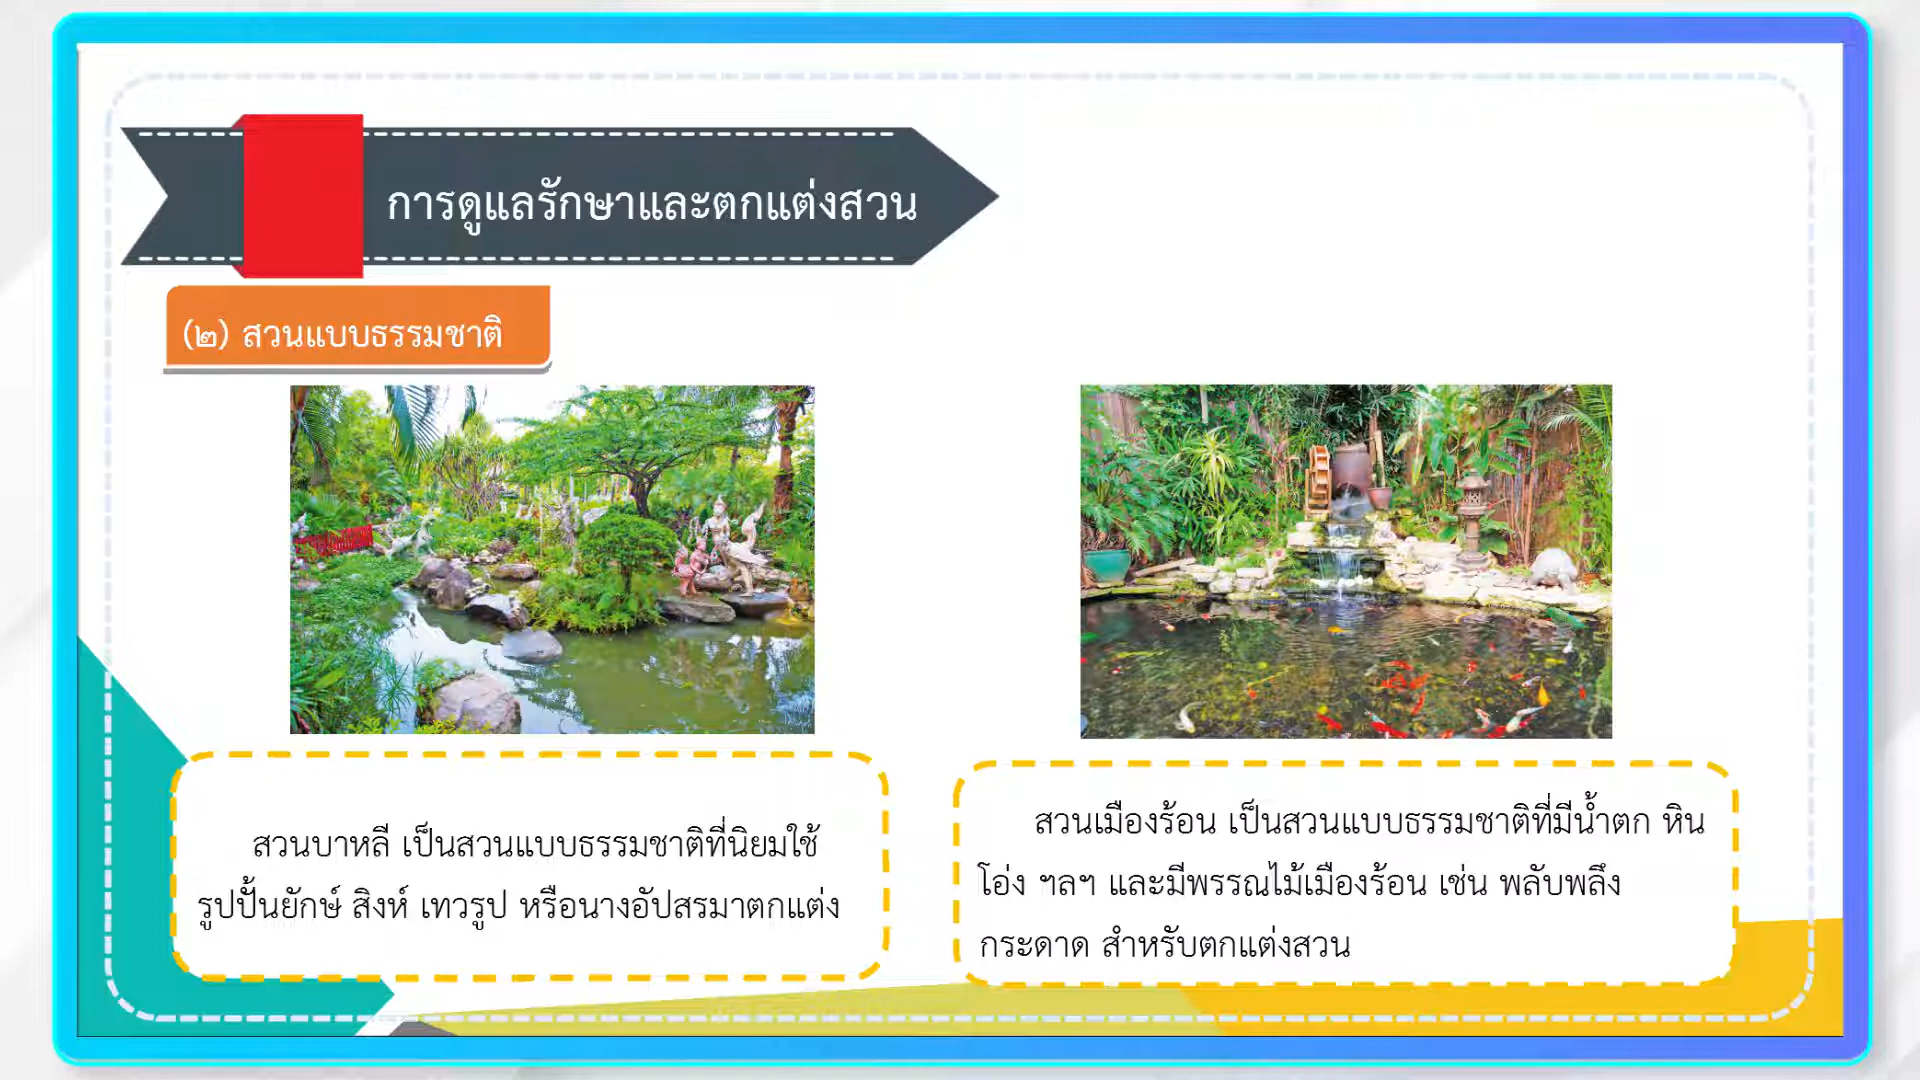 การดูแลรักษาและตกแต่งสวน
(๒) สวนแบบธรรมชาติ
สวนบาหลี เป็นสวนแบบธรรมชาติที่นิยมใช้
รูปปั้นยักษ์ สิงห์ เทวรูป หรือนางอัปสรมาตกแต่ง
สวนเมืองร้อน เป็นสวนแบบธรรมชาติที่มีน้ำตก หิน
โอ่ง ฯลฯ และมีพรรณไม้เมืองร้อน เช่น พลับพลึง
กระดาด สำหรับตกแต่งสวน